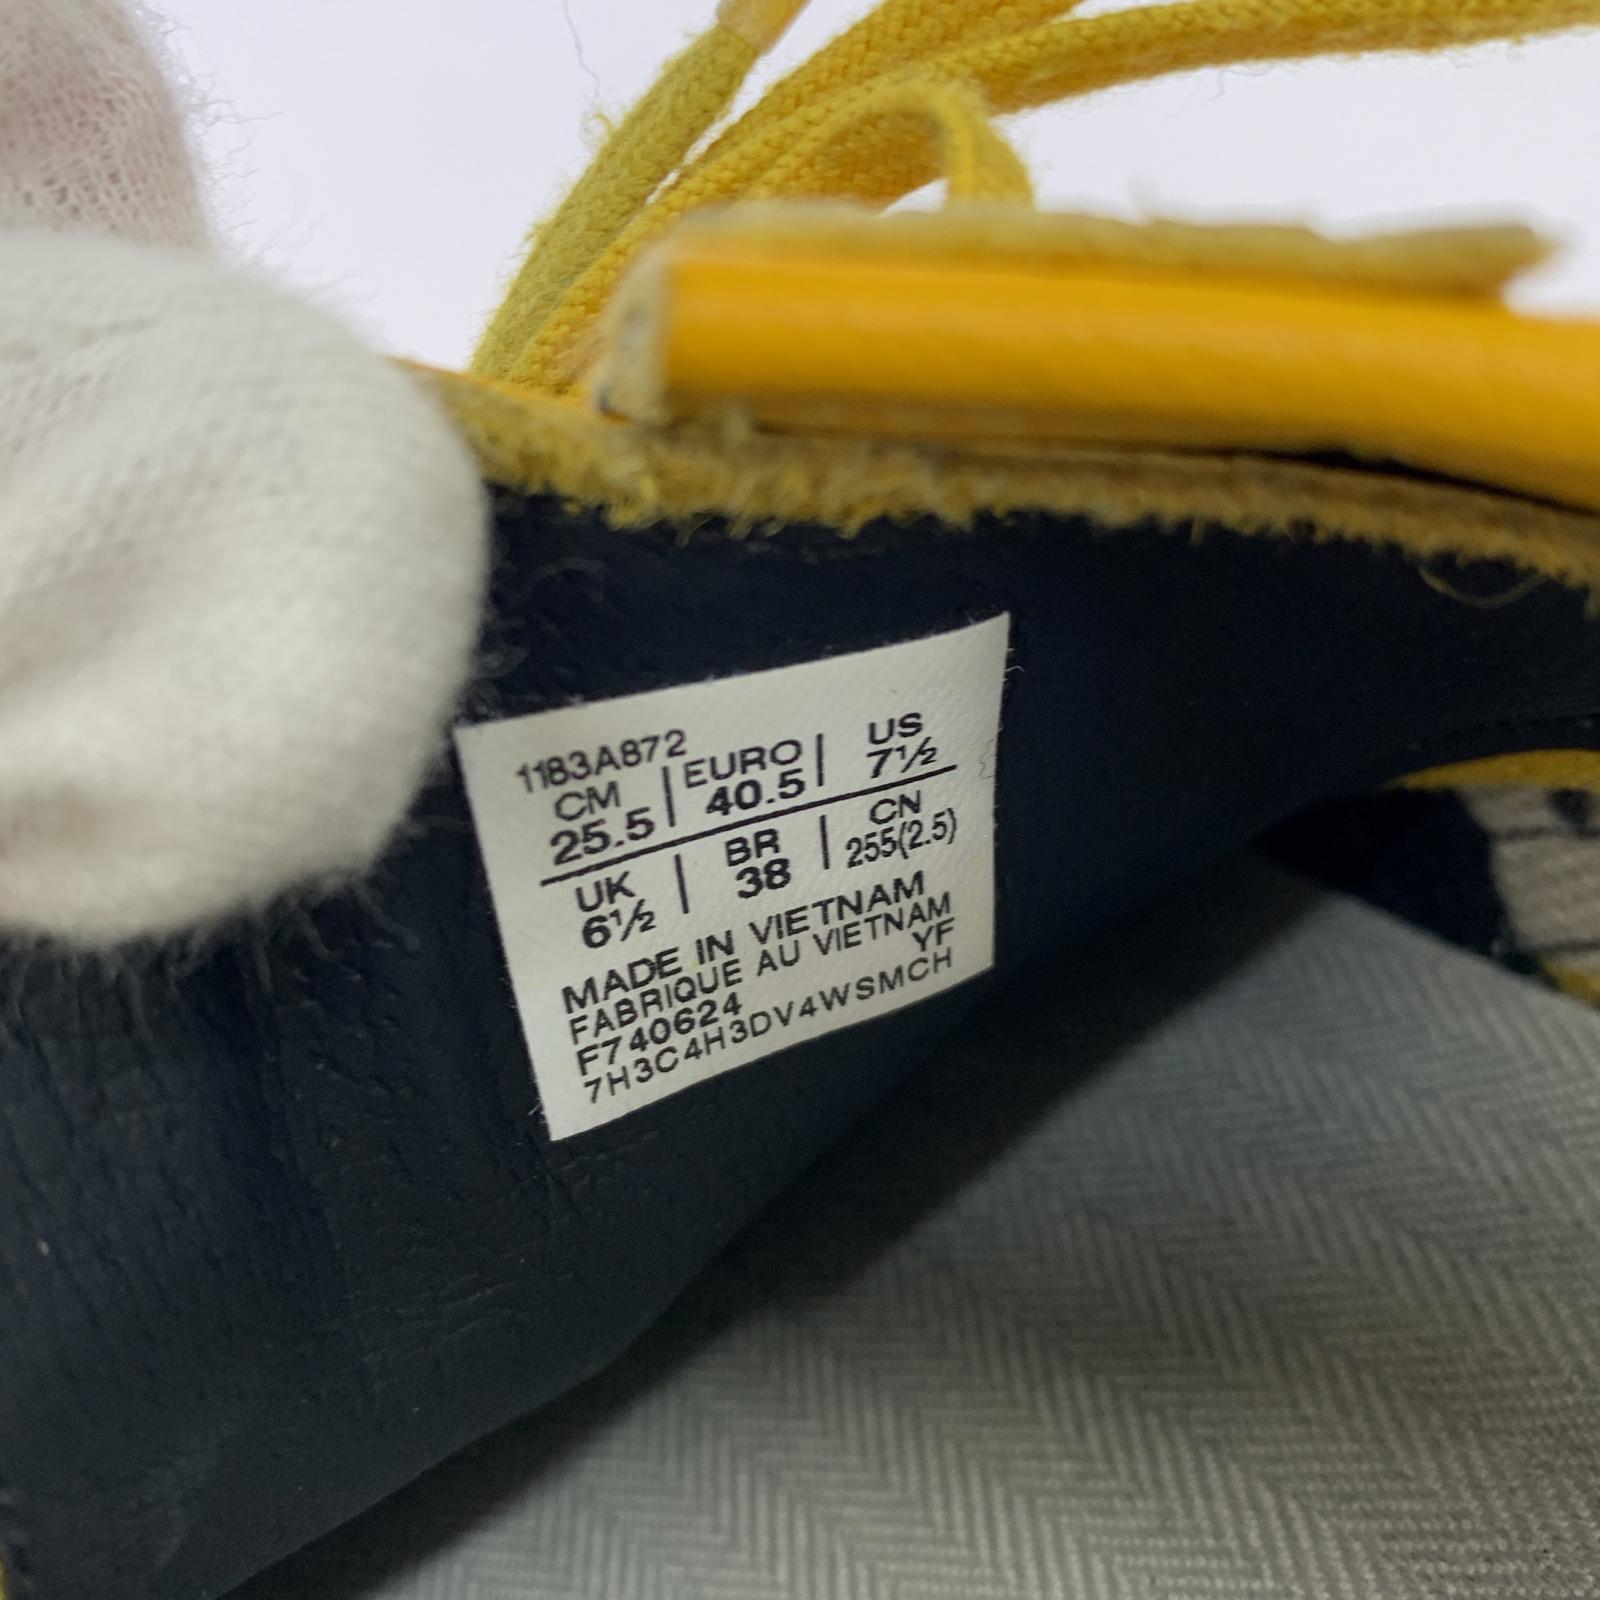 1183A872
CM | EURO | US
25.5 | 40.5 | 7½
UK | BR | CN
6½ | 38 | 255(2.5)
MADE IN VIETNAM
FABRIQUE AU VIETNAM
F740624 YF
7H3C4H3DV4WSMCH